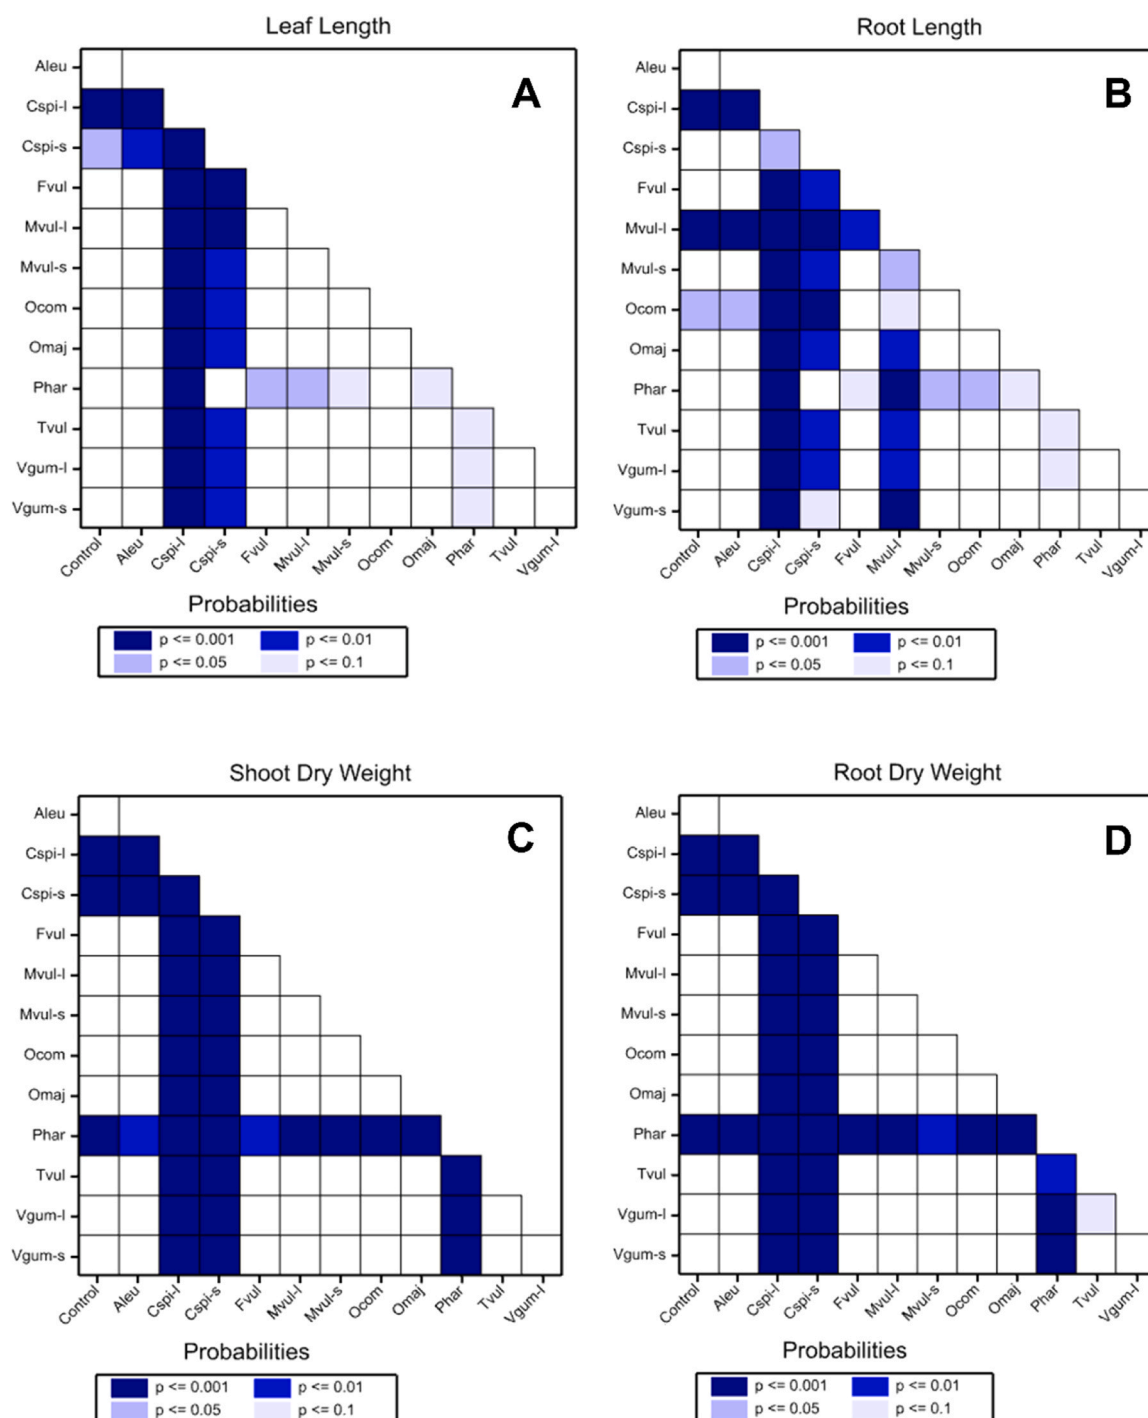 Leaf Length
A
Aleu
Cspi-l
Cspi-s
Fvul
Mvul-l
Mvul-s
Ocom
Omaj
Phar
Tvul
Vgum-l
Vgum-s
Control Aleu Cspi-l Cspi-s Fvul Mvul-l Mvul-s Ocom Omaj Phar Tvul Vgum-l
Probabilities
p <= 0.001 p <= 0.01
p <= 0.05 p <= 0.1
Root Length
B
Aleu
Cspi-l
Cspi-s
Fvul
Mvul-l
Mvul-s
Ocom
Omaj
Phar
Tvul
Vgum-l
Vgum-s
Control Aleu Cspi-l Cspi-s Fvul Mvul-l Mvul-s Ocom Omaj Phar Tvul Vgum-l
Probabilities
p <= 0.001 p <= 0.01
p <= 0.05 p <= 0.1
Shoot Dry Weight
C
Aleu
Cspi-l
Cspi-s
Fvul
Mvul-l
Mvul-s
Ocom
Omaj
Phar
Tvul
Vgum-l
Vgum-s
Control Aleu Cspi-l Cspi-s Fvul Mvul-l Mvul-s Ocom Omaj Phar Tvul Vgum-l
Probabilities
p <= 0.001 p <= 0.01
p <= 0.05 p <= 0.1
Root Dry Weight
D
Aleu
Cspi-l
Cspi-s
Fvul
Mvul-l
Mvul-s
Ocom
Omaj
Phar
Tvul
Vgum-l
Vgum-s
Control Aleu Cspi-l Cspi-s Fvul Mvul-l Mvul-s Ocom Omaj Phar Tvul Vgum-l
Probabilities
p <= 0.001 p <= 0.01
p <= 0.05 p <= 0.1